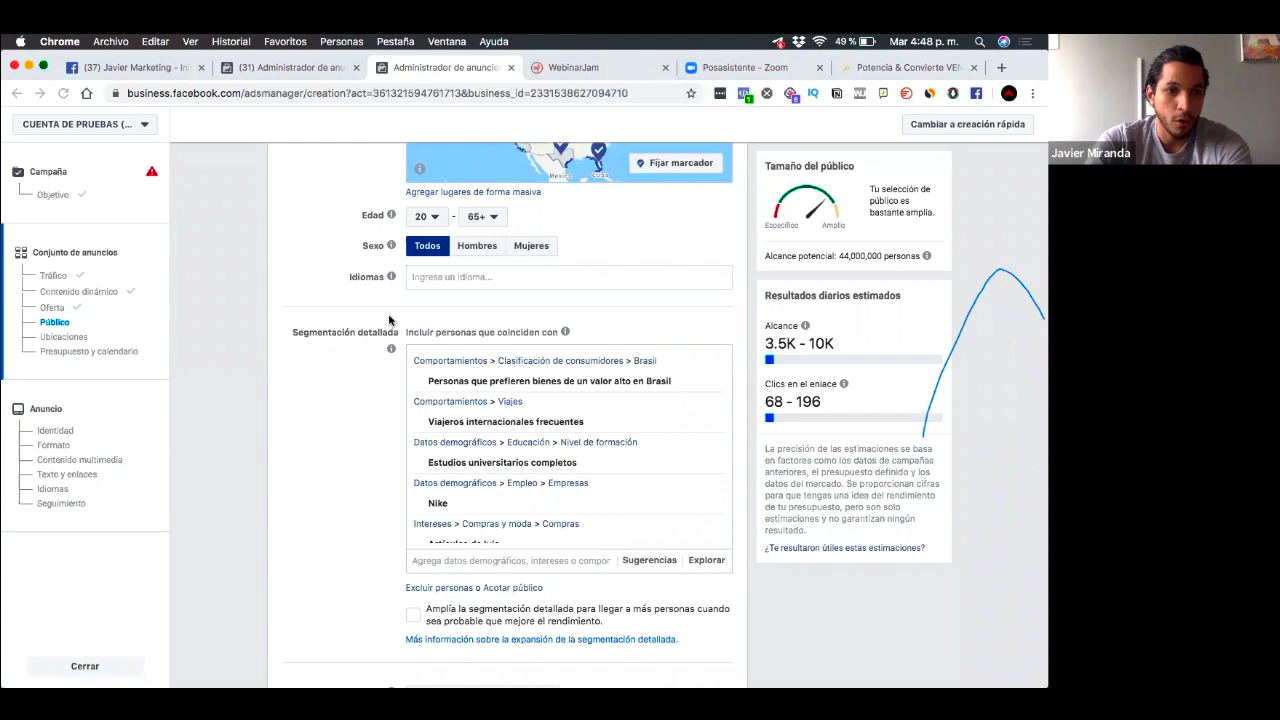 Chrome Archivo Editar Ver Historial Favoritos Personas Pestaña Ventana Ayuda
49 % Mar 4:48 p. m.
(37) Javier Marketing - Ini
(31) Administrador de anu
Administrador de anuncio
WebinarJam
Posasistente - Zoom
Potencia & Convierte VEN
business.facebook.com/adsmanager/creation?act=361321594761713&business_id=2331538627094710
CUENTA DE PRUEBAS (...
Cambiar a creación rápida
Javier Miranda
Campaña
Objetivo
Conjunto de anuncios
Tráfico
Contenido dinámico
Oferta
Público
Ubicaciones
Presupuesto y calendario
Anuncio
Identidad
Formato
Contenido multimedia
Texto y enlaces
Idiomas
Seguimiento
Cerrar
Mexico
Cuba
Fijar marcador
Agregar lugares de forma masiva
Edad 20 - 65+
Sexo Todos Hombres Mujeres
Idiomas Ingresa un idioma...
Segmentación detallada Incluir personas que coinciden con
Comportamientos > Clasificación de consumidores > Brasil
Personas que prefieren bienes de un valor alto en Brasil
Comportamientos > Viajes
Viajeros internacionales frecuentes
Datos demográficos > Educación > Nivel de formación
Estudios universitarios completos
Datos demográficos > Empleo > Empresas
Nike
Intereses > Compras y moda > Compras
Artículos de lujo
Agrega datos demográficos, intereses o compor Sugerencias Explorar
Excluir personas o Acotar público
Amplía la segmentación detallada para llegar a más personas cuando
sea probable que mejore el rendimiento.
Más información sobre la expansión de la segmentación detallada.
Tamaño del público
Tu selección de
público es
bastante amplia.
Específico Amplio
Alcance potencial: 44,000,000 personas
Resultados diarios estimados
Alcance
3.5K - 10K
Clics en el enlace
68 - 196
La precisión de las estimaciones se basa
en factores como los datos de campañas
anteriores, el presupuesto definido y los
datos del mercado. Se proporcionan cifras
para que tengas una idea del rendimiento
de tu presupuesto, pero son solo
estimaciones y no garantizan ningún
resultado.
¿Te resultaron útiles estas estimaciones?